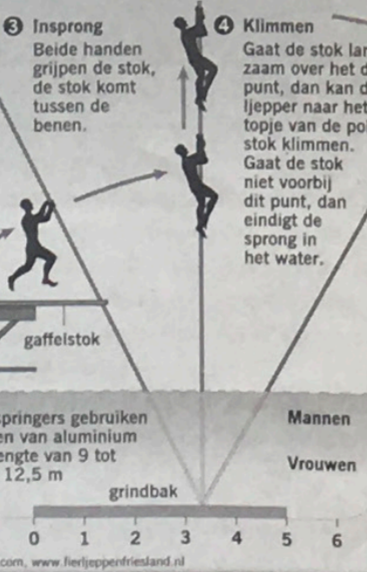 3 Insprong
Beide handen
grijpen de stok,
de stok komt
tussen de
benen.
4 Klimmen
Gaat de stok
zaam over het
punt, dan kan
ljepper naar het
topje van de
stok klimmen.
Gaat de stok
niet voorbij
dit punt, dan
eindigt de
sprong in
het water.
gaffelstok
springers gebruiken
en van aluminium
engte van 9 tot
12,5 m
Mannen
Vrouwen
grindbak
0 1 2 3 4 5 6
com, www.fierljeppenfriesland.nl